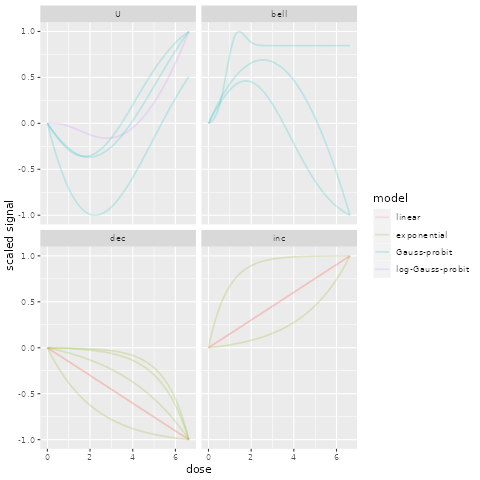 U
bell
1.0
0.5
0.0
-0.5
-1.0
scaled signal
dec
inc
1.0
0.5
0.0
-0.5
-1.0
0
2
4
6
0
2
4
6
dose
model
linear
exponential
Gauss-probit
log-Gauss-probit